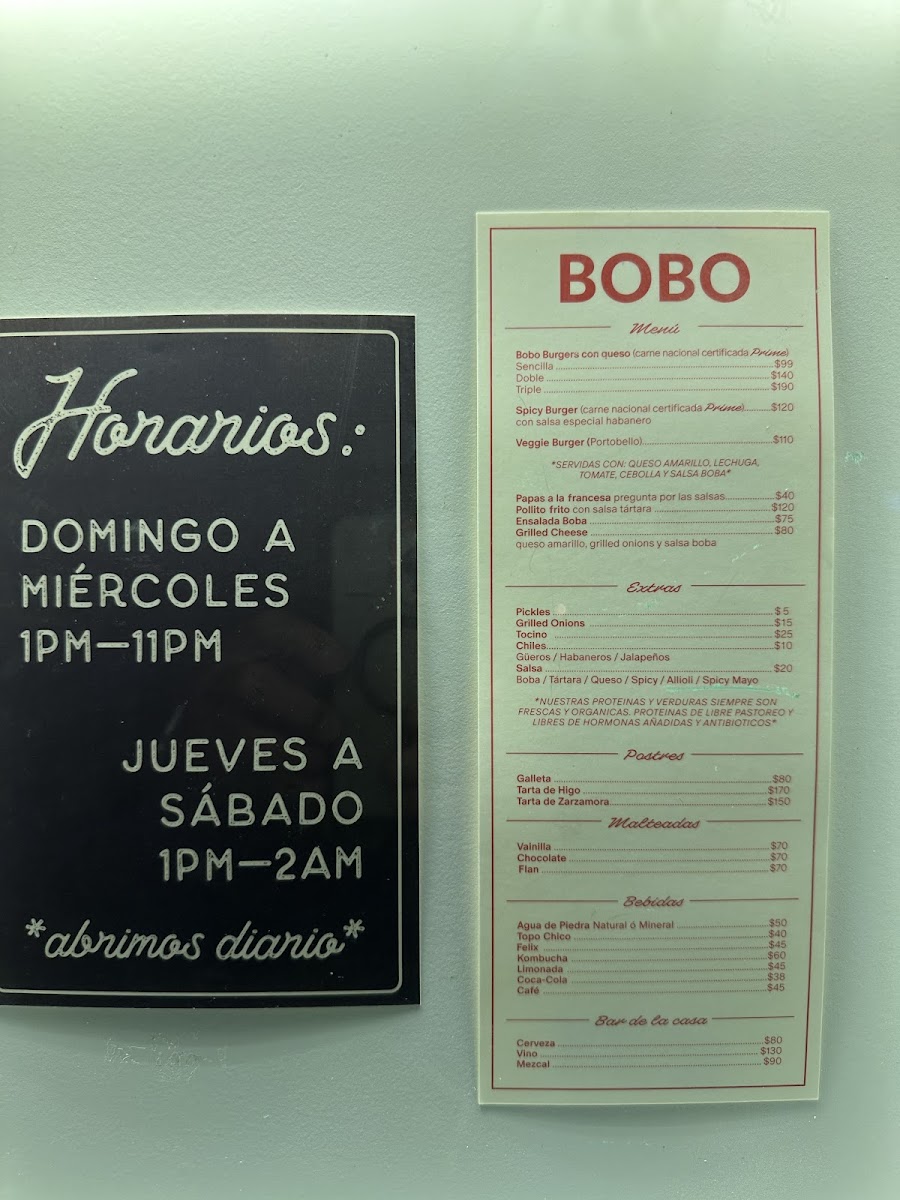 Horarios:
DOMINGO A
MIÉRCOLES
1PM—11PM
JUEVES A
SÁBADO
1PM—2AM
*abrimos diario*
BOBO
Menú
Bobo Burgers con queso (carne nacional certificada Prime)
Sencilla $99
Doble $140
Triple $190
Spicy Burger (carne nacional certificada Prime) $120
con salsa especial habanero
Veggie Burger (Portobello) $110
*SERVIDAS CON: QUESO AMARILLO, LECHUGA,
TOMATE, CEBOLLA Y SALSA BOBA*
Papas a la francesa pregunta por las salsas $40
Pollito frito con salsa tártara $120
Ensalada Boba $75
Grilled Cheese $80
queso amarillo, grilled onions y salsa boba
Extras
Pickles $5
Grilled Onions $15
Tocino $25
Chiles $10
Güeros / Habaneros / Jalapeños
Salsa $20
Boba / Tártara / Queso / Spicy / Allioli / Spicy Mayo
*NUESTRAS PROTEINAS Y VERDURAS SIEMPRE SON
FRESCAS Y ORGANICAS. PROTEINAS DE LIBRE PASTOREO Y
LIBRES DE HORMONAS AÑADIDAS Y ANTIBIOTICOS*
Postres
Galleta $80
Tarta de Higo $170
Tarta de Zarzamora $150
Malteadas
Vainilla $70
Chocolate $70
Flan $70
Bebidas
Agua de Piedra Natural ó Mineral $50
Topo Chico $40
Felix $45
Kombucha $60
Limonada $45
Coca-Cola $38
Café $45
Bar de la casa
Cerveza $80
Vino $130
Mezcal $90